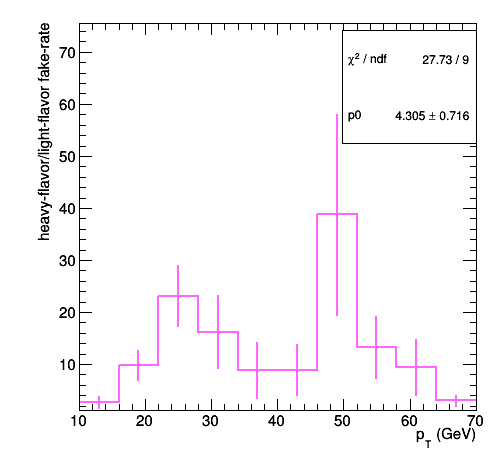 heavy-flavor/light-flavor fake-rate
χ² / ndf 27.73 / 9
p0 4.305 ± 0.716
70
60
50
40
30
20
10
10 20 30 40 50 60 70
p_T (GeV)